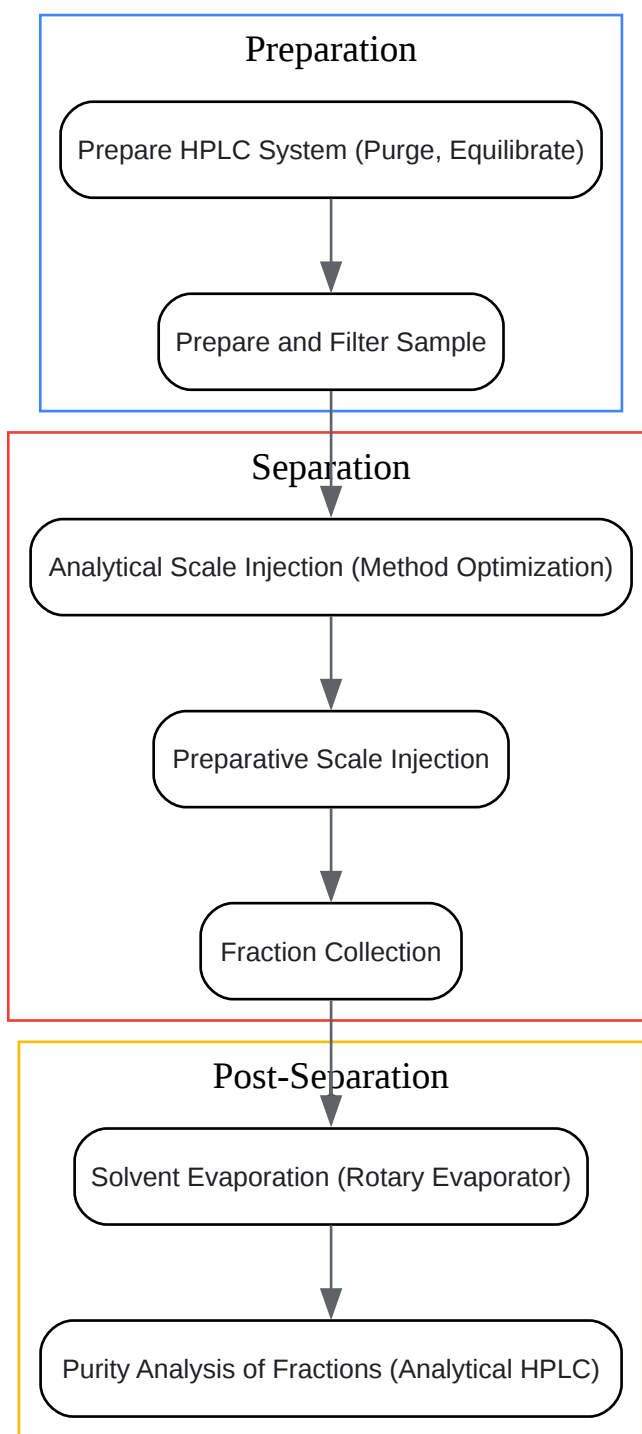 Preparation
Prepare HPLC System (Purge, Equilibrate)
Prepare and Filter Sample
Separation
Analytical Scale Injection (Method Optimization)
Preparative Scale Injection
Fraction Collection
Post-Separation
Solvent Evaporation (Rotary Evaporator)
Purity Analysis of Fractions (Analytical HPLC)